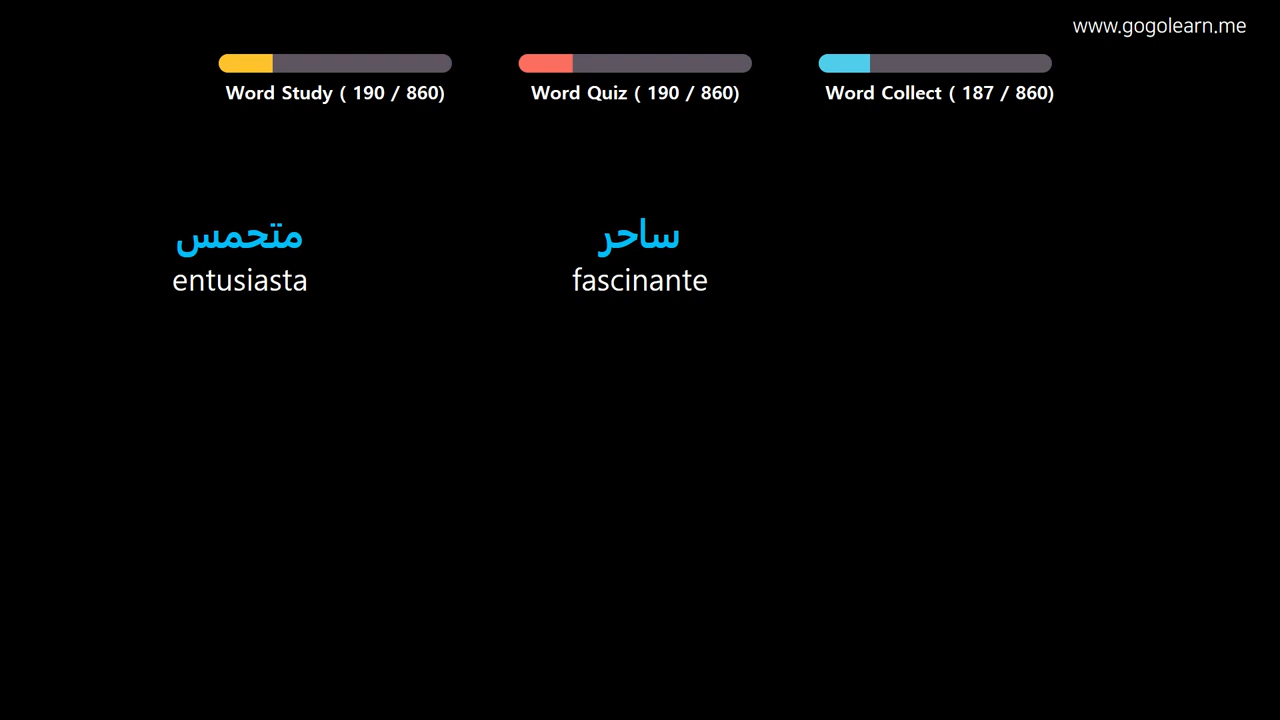 www.gogolearn.me
Word Study ( 190 / 860)
Word Quiz ( 190 / 860)
Word Collect ( 187 / 860)
متحمس
entusiasta
ساحر
fascinante